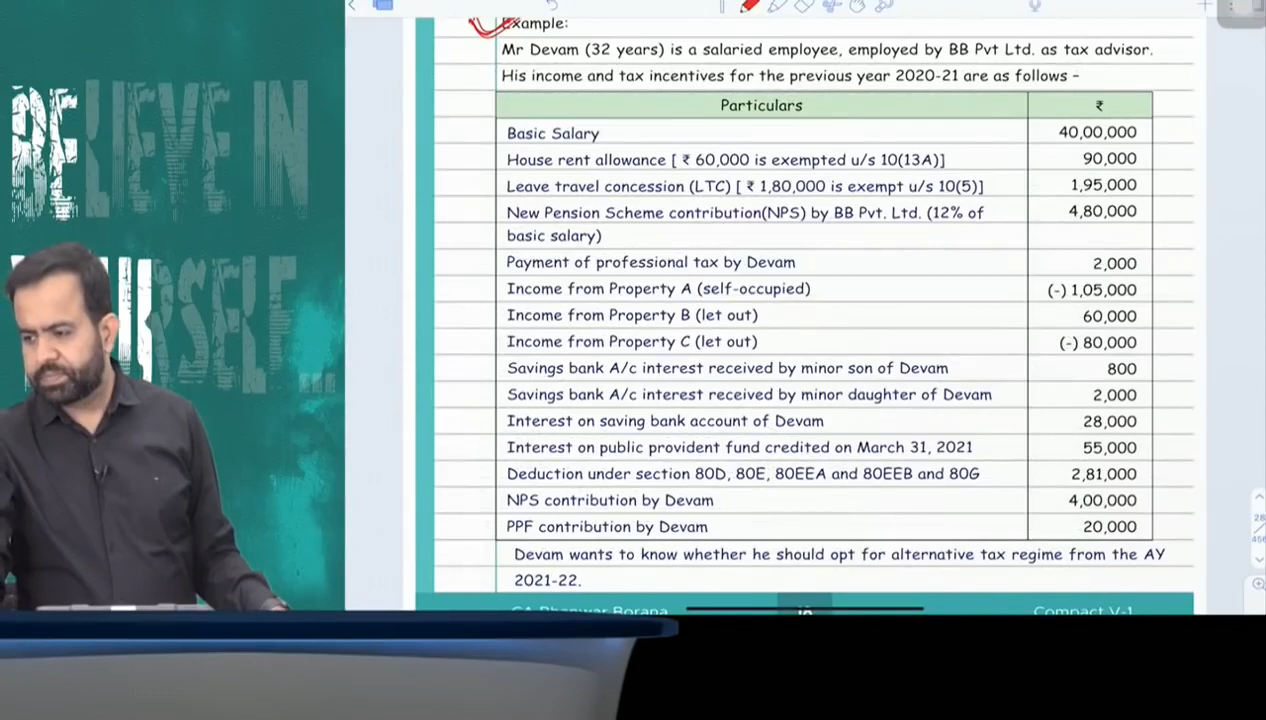 BELIEVE IN
YOURSELF...
Example:
Mr Devam (32 years) is a salaried employee, employed by BB Pvt Ltd. as tax advisor.
His income and tax incentives for the previous year 2020-21 are as follows -
Particulars ₹
Basic Salary 40,00,000
House rent allowance [ ₹ 60,000 is exempted u/s 10(13A)] 90,000
Leave travel concession (LTC) [ ₹ 1,80,000 is exempt u/s 10(5)] 1,95,000
New Pension Scheme contribution(NPS) by BB Pvt. Ltd. (12% of 4,80,000
basic salary)
Payment of professional tax by Devam 2,000
Income from Property A (self-occupied) (-) 1,05,000
Income from Property B (let out) 60,000
Income from Property C (let out) (-) 80,000
Savings bank A/c interest received by minor son of Devam 800
Savings bank A/c interest received by minor daughter of Devam 2,000
Interest on saving bank account of Devam 28,000
Interest on public provident fund credited on March 31, 2021 55,000
Deduction under section 80D, 80E, 80EEA and 80EEB and 80G 2,81,000
NPS contribution by Devam 4,00,000
PPF contribution by Devam 20,000
Devam wants to know whether he should opt for alternative tax regime from the AY
2021-22.
CA Bhanwar Borana Compact V-1